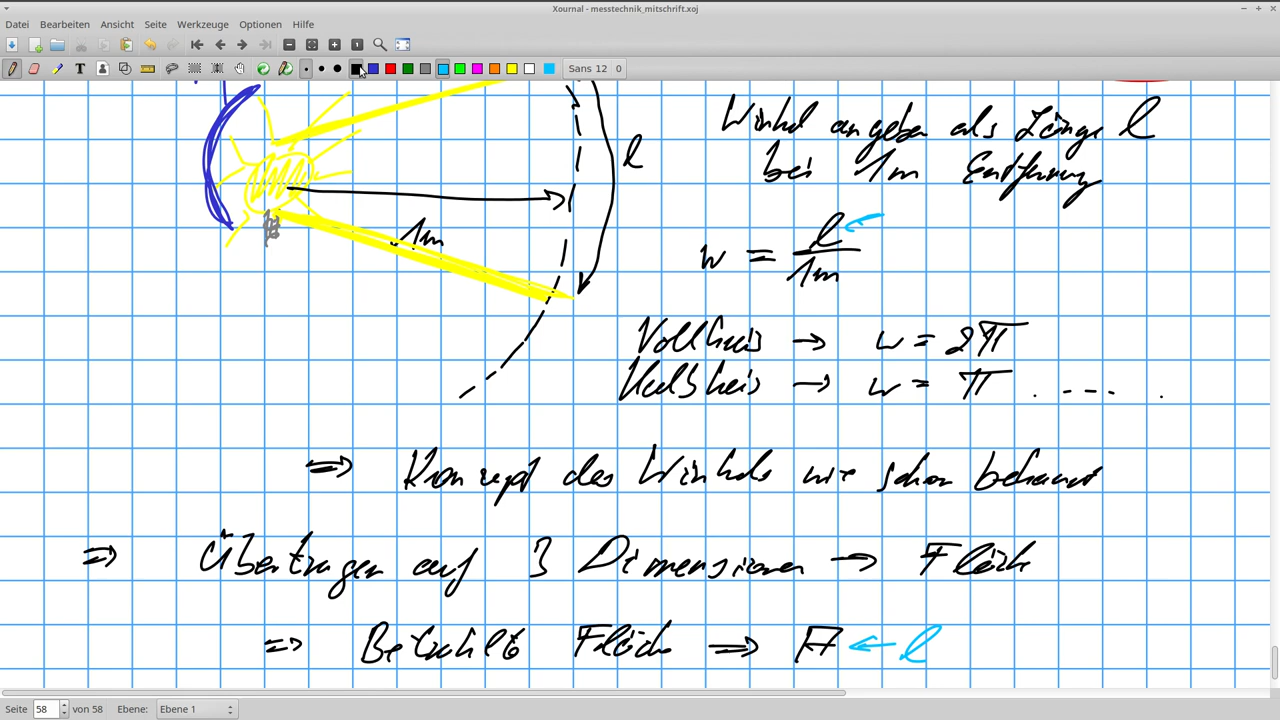 Xournal - messtechnik_mitschrift.xoj
Datei Bearbeiten Ansicht Seite Werkzeuge Optionen Hilfe
Sans 12 0
Winkel angeben als Länge l
bei 1m Entfernung
l
1m
w = l / 1m
Vollkreis → w = 2π
Halbkreis → w = π . - - - .
⇒ Konzept des Winkels wie schon bekannt
⇒ Übertragen auf 3 Dimensionen → Fläche
⇒ Bestrahlte Fläche ⇒ A ← l
Seite 58 von 58 Ebene: Ebene 1